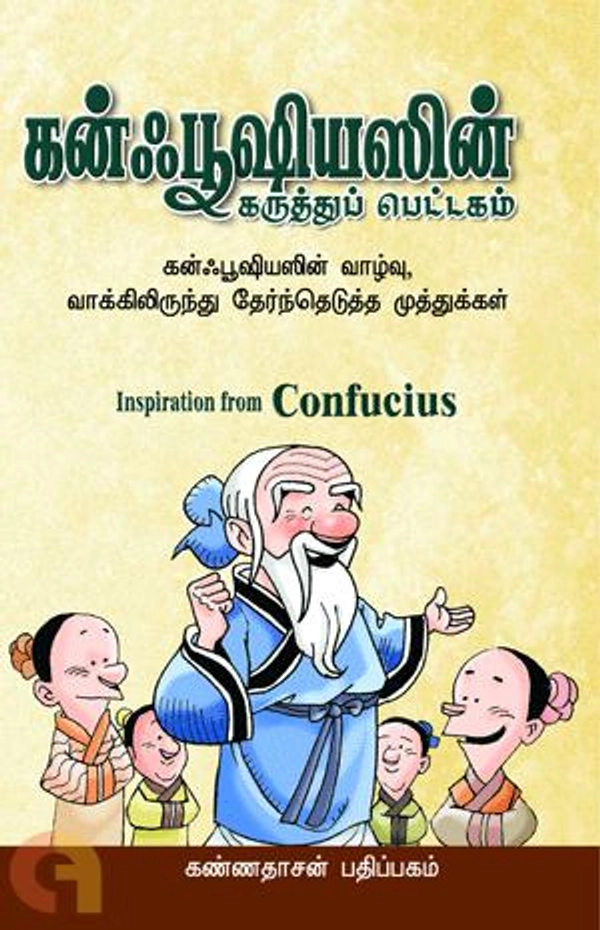 கன்ஃபூஷியஸின்
கருத்துப் பெட்டகம்
கன்ஃபூஷியஸின் வாழ்வு,
வாக்கிலிருந்து தேர்ந்தெடுத்த முத்துக்கள்
Inspiration from Confucius
கண்ணதாசன் பதிப்பகம்